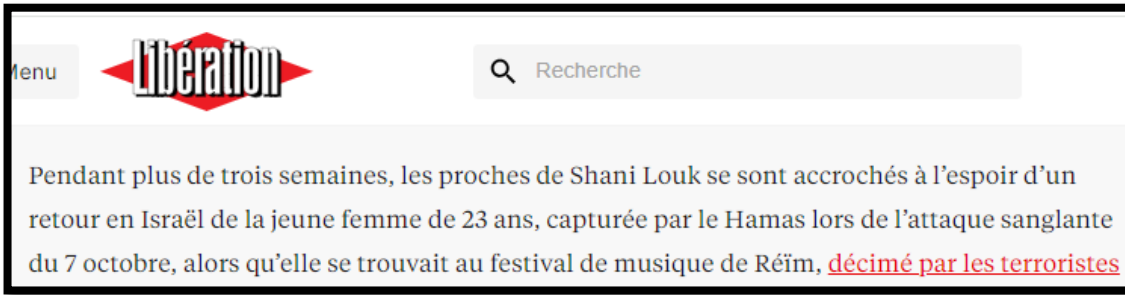 Menu
Libération
Recherche
Pendant plus de trois semaines, les proches de Shani Louk se sont accrochés à l’espoir d’un
retour en Israël de la jeune femme de 23 ans, capturée par le Hamas lors de l’attaque sanglante
du 7 octobre, alors qu’elle se trouvait au festival de musique de Réïm, décimé par les terroristes